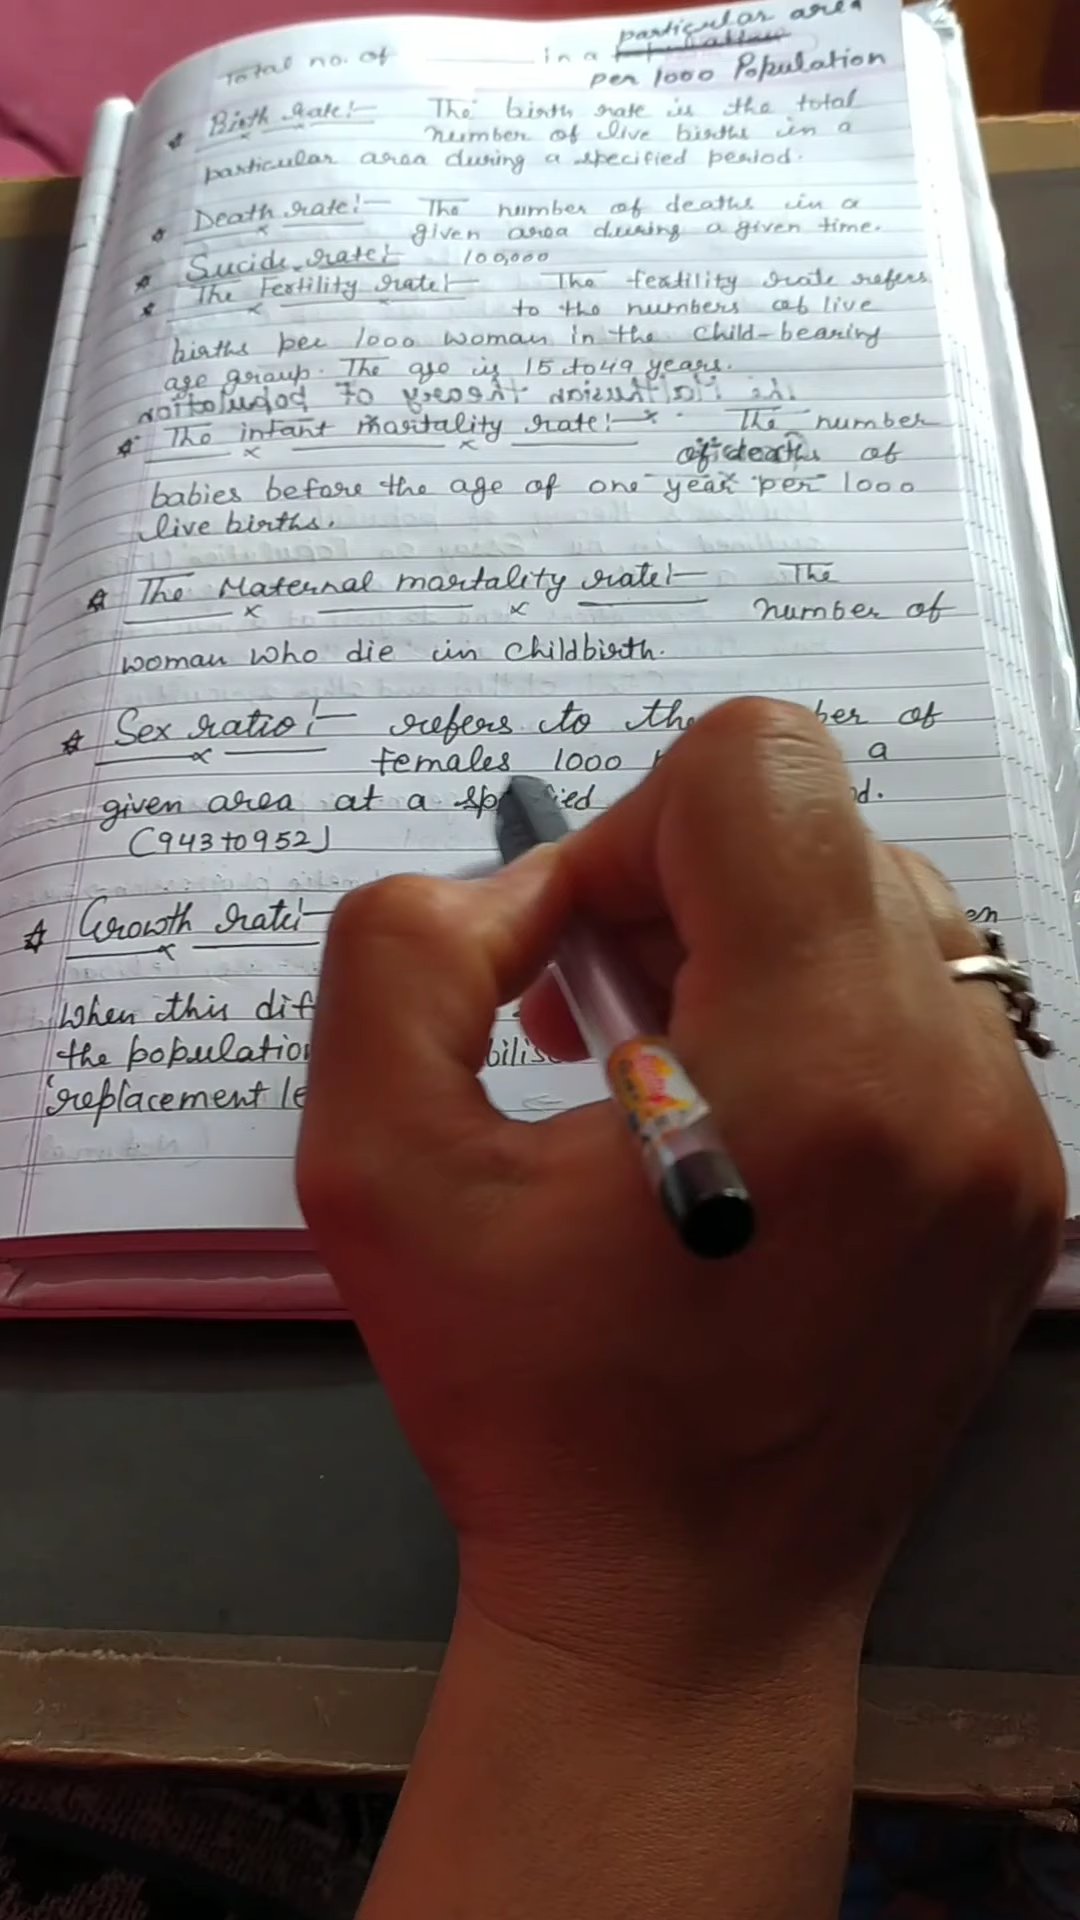 particular area
Total no. of ________ in a
per 1000 Population
Birth rate:- The birth rate is the total
number of live births in a
particular area during a specified period.
Death rate:- The number of deaths in a
given area during a given time.
Sucide rate:- 100,000
The Fertility rate:- The fertility rate refers
to the numbers of live
births per 1000 woman in the child-bearing
age group. The age is 15 to 49 years.
The infant martality rate:- The number
of deaths of
babies before the age of one year per 1000
live births.
The Maternal martality rate:- The
number of
woman who die in childbirth.
Sex ratio:- refers to the of
females 1000 a
given area at a
(943 to 952)
Growth rate:-
When this
the
'replacement